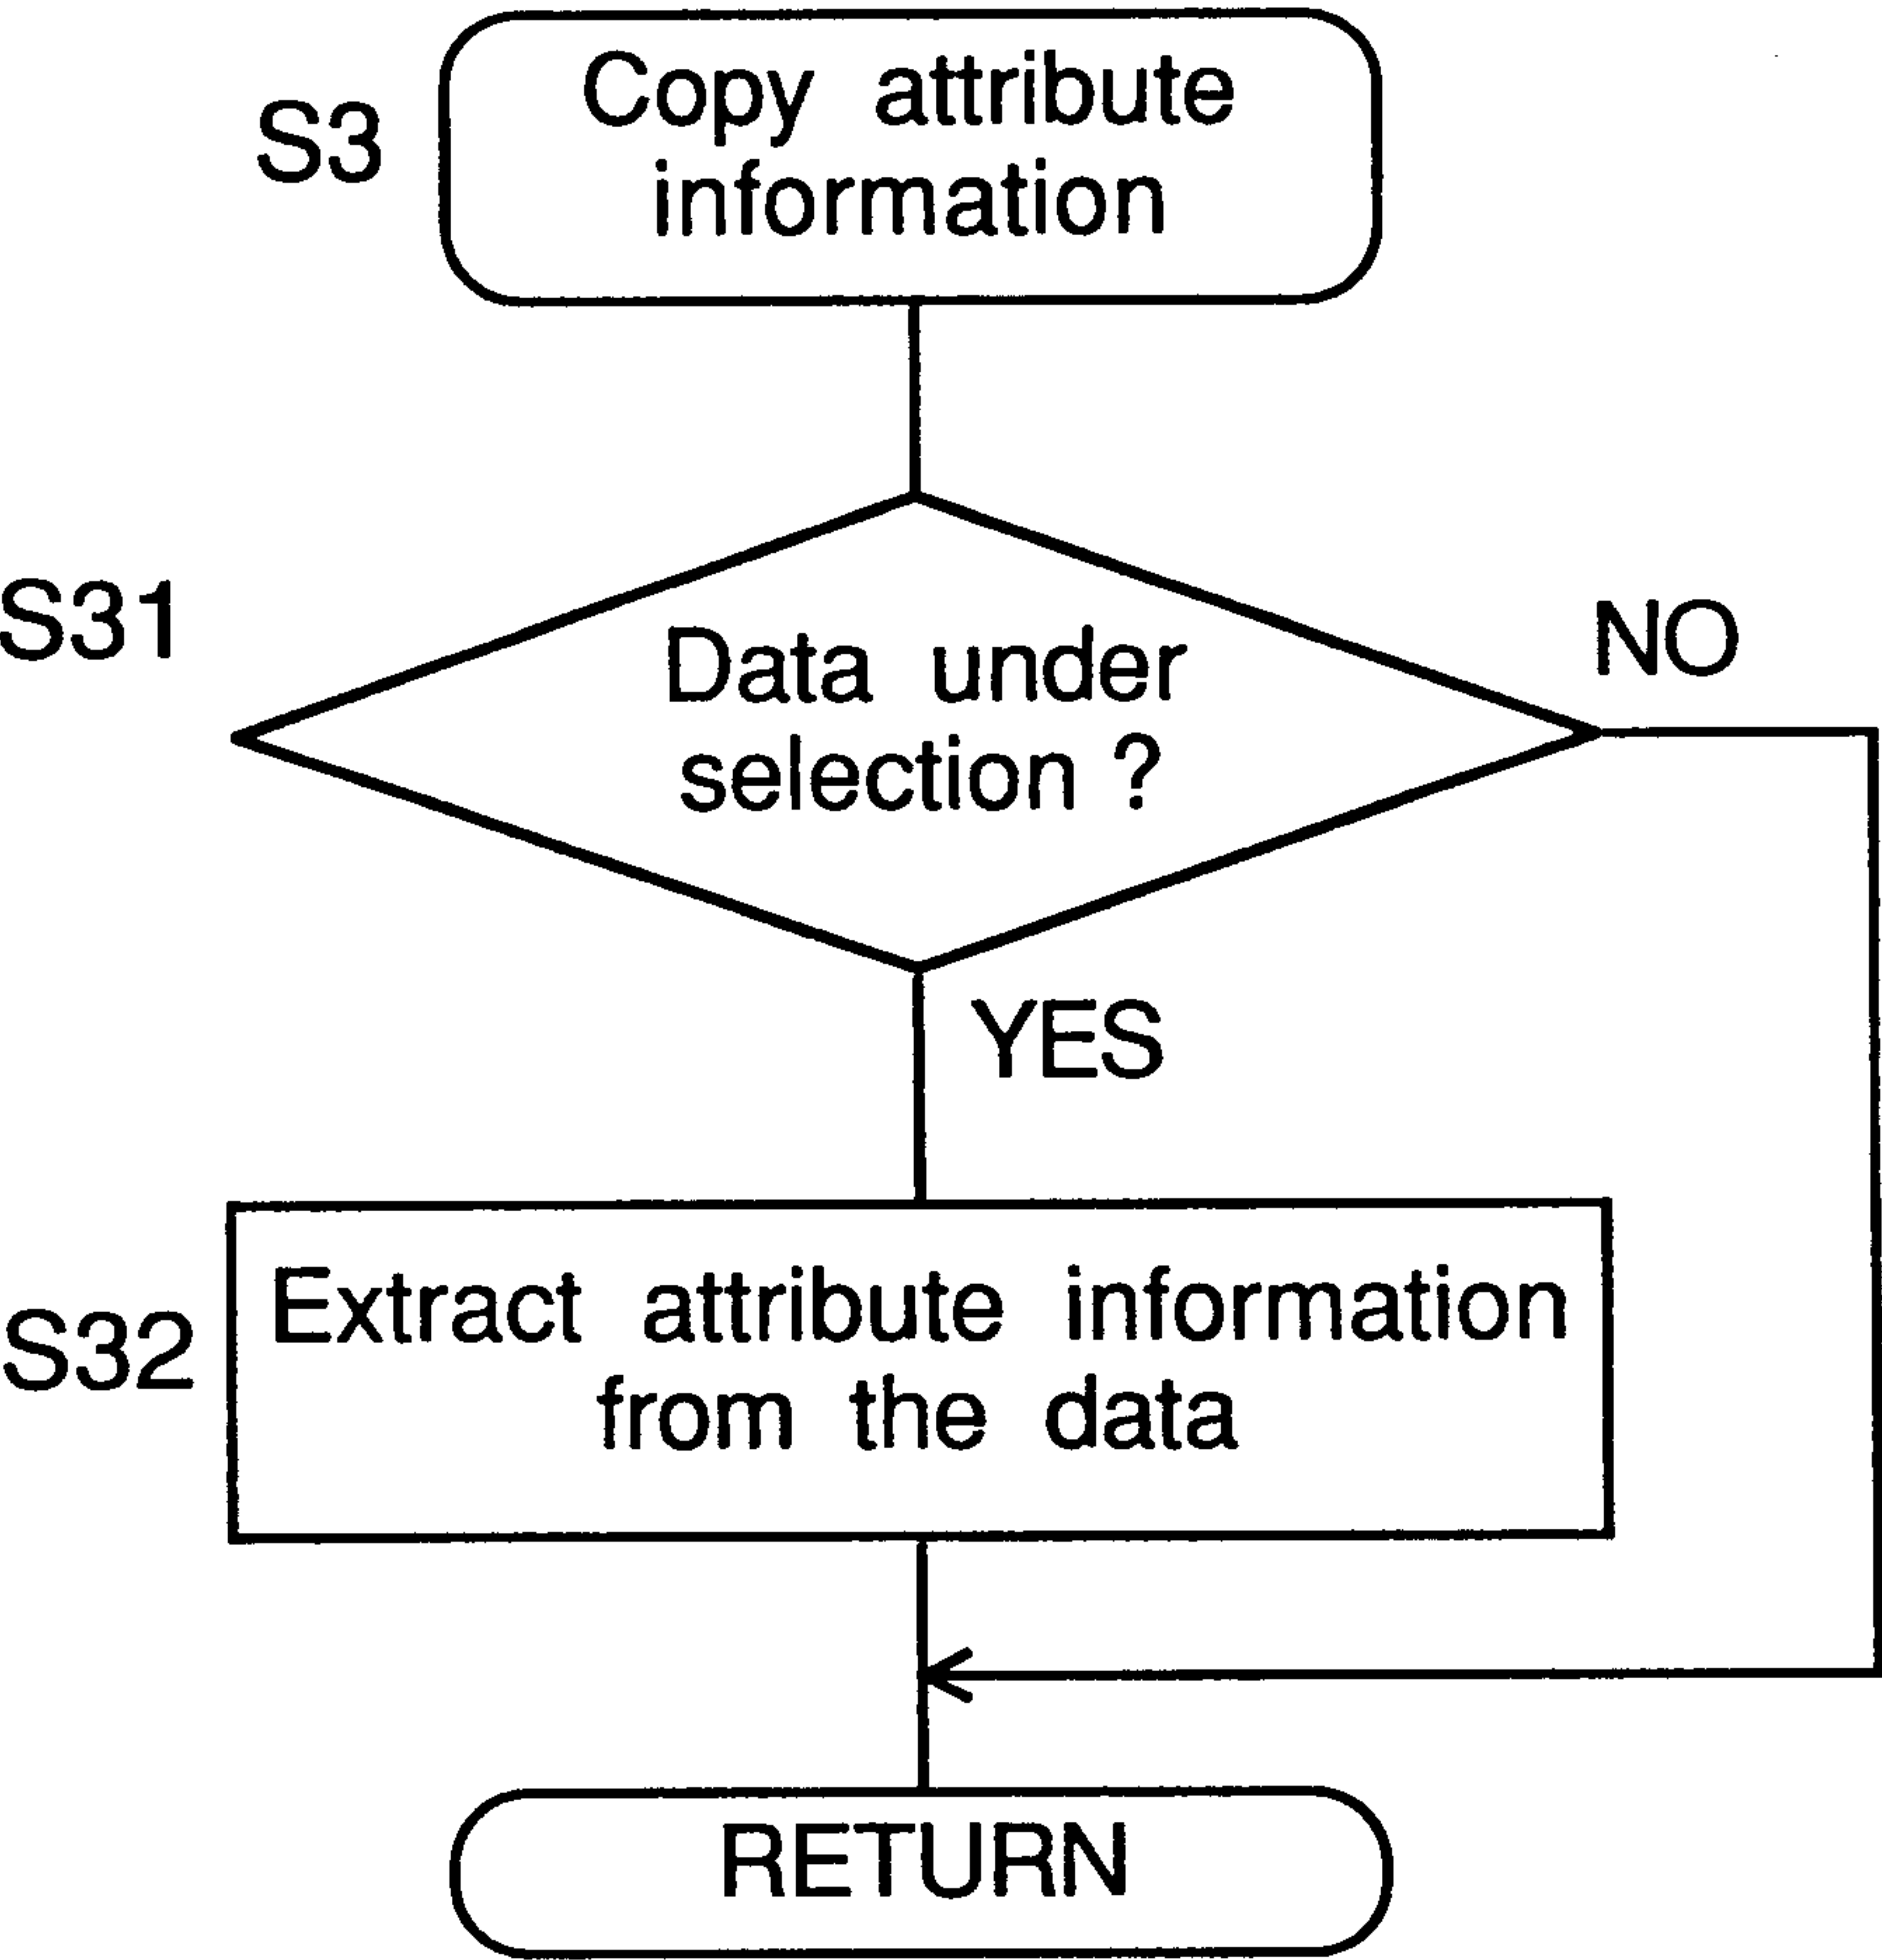 S3
Copy attribute
information
S31
Data under
selection ?
NO
YES
S32
Extract attribute information
from the data
RETURN